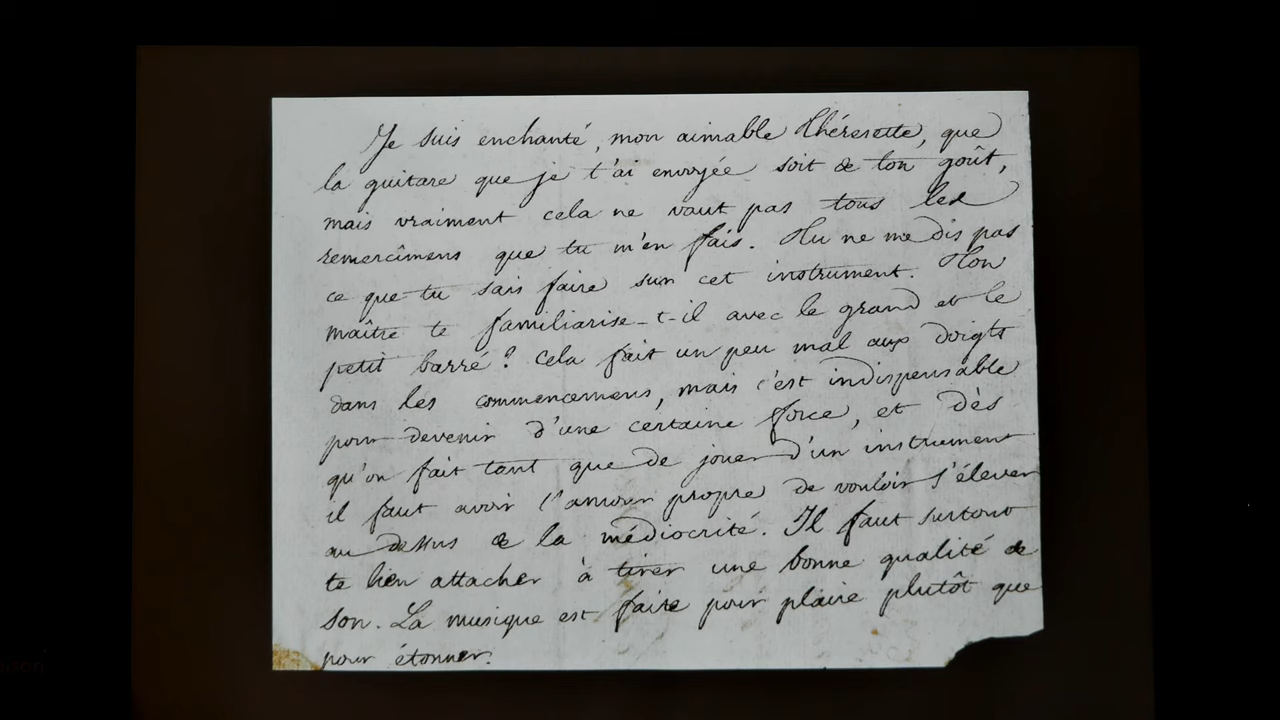 Je suis enchanté, mon aimable Thérésette, que
la guitare que je t'ai envoyée soit de ton goût,
mais vraiment cela ne vaut pas tous les
remercîmens que tu m'en fais. Tu ne me dis pas
ce que tu sais faire sur cet instrument. Ton
maître te familiarise-t-il avec le grand et le
petit barré? Cela fait un peu mal aux doigts
dans les commencemens, mais c'est indispensable
pour devenir d'une certaine force, et dès
qu'on fait tant que de jouer d'un instrument
il faut avoir l'amour propre de vouloir s'élever
au dessus de la médiocrité. Il faut surtout
te bien attacher à tirer une bonne qualité de
son. La musique est faite pour plaire plutôt que
pour étonner.